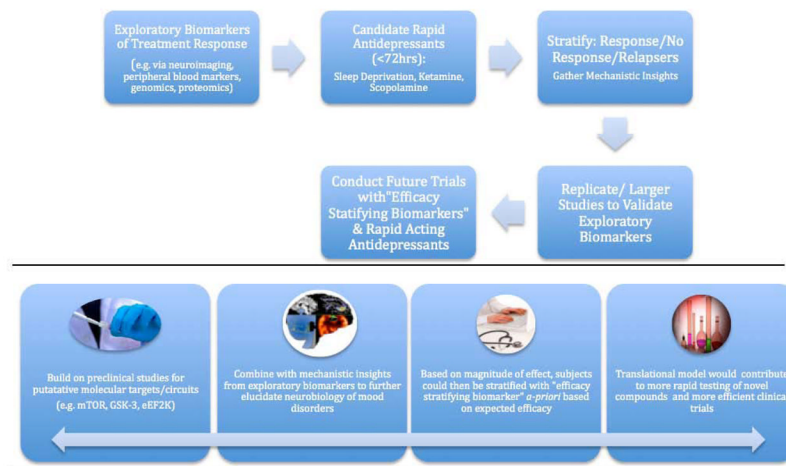 Exploratory Biomarkers
of Treatment Response
(e.g. via neuroimaging,
peripheral blood markers,
genomics, proteomics)
Candidate Rapid
Antidepressants
(<72hrs):
Sleep Deprivation, Ketamine,
Scopolamine
Stratify: Response/No
Response/Relapsers
Gather Mechanistic Insights
Conduct Future Trials
with"Efficacy
Statifying Biomarkers"
& Rapid Acting
Antidepressants
Replicate/ Larger
Studies to Validate
Exploratory
Biomarkers
Build on preclinical studies for
putatative molecular targets/circuits
(e.g. mTOR, GSK-3, eEF2K)
Combine with mechanistic insights
from exploratory biomarkers to further
elucidate neurobiology of mood
disorders
Based on magnitude of effect, subjects
could then be stratified with "efficacy
stratifying biomarker" a-priori based
on expected efficacy
Translational model would contribute
to more rapid testing of novel
compounds and more efficient clinical
trials